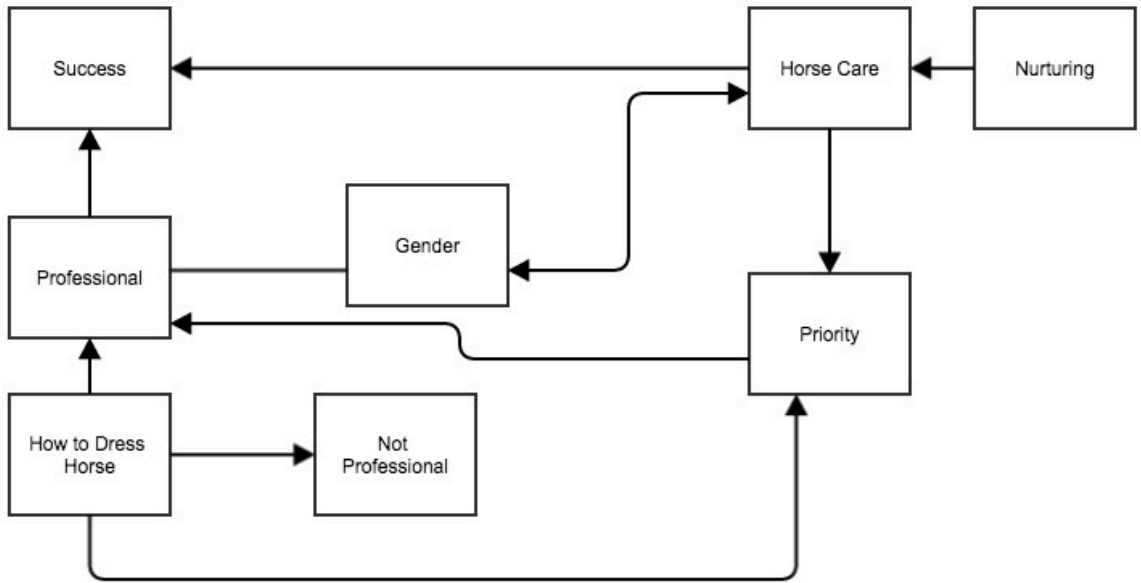 Success
Horse Care
Nurturing
Gender
Professional
Priority
How to Dress
Horse
Not
Professional